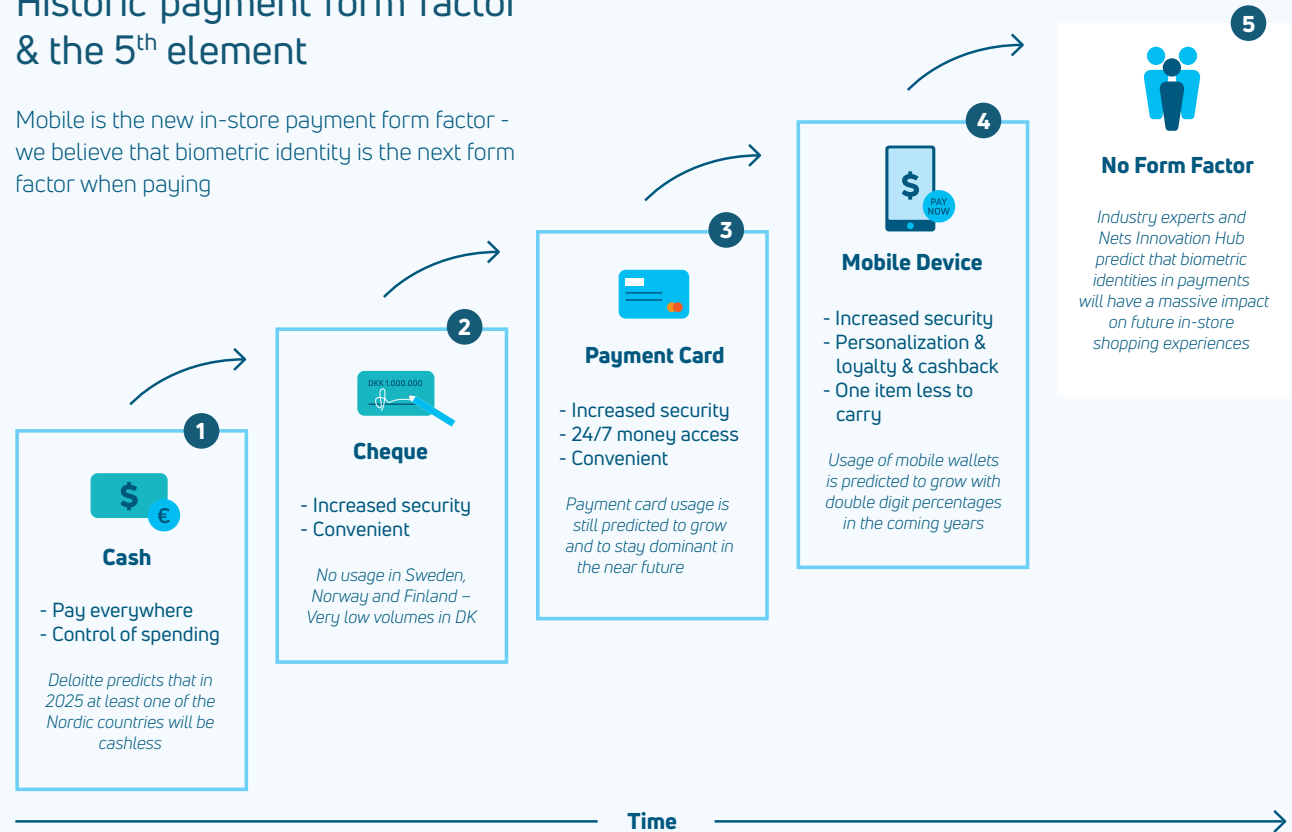 Historic payment form factor
& the 5th element
Mobile is the new in-store payment form factor -
we believe that biometric identity is the next form
factor when paying
1
$
€
Cash
- Pay everywhere
- Control of spending
Deloitte predicts that in
2025 at least one of the
Nordic countries will be
cashless
2
DKK 1.000.000
Cheque
- Increased security
- Convenient
No usage in Sweden,
Norway and Finland –
Very low volumes in DK
3
Payment Card
- Increased security
- 24/7 money access
- Convenient
Payment card usage is
still predicted to grow
and to stay dominant in
the near future
4
$
PAY
NOW
Mobile Device
- Increased security
- Personalization &
loyalty & cashback
- One item less to
carry
Usage of mobile wallets
is predicted to grow with
double digit percentages
in the coming years
5
No Form Factor
Industry experts and
Nets Innovation Hub
predict that biometric
identities in payments
will have a massive impact
on future in-store
shopping experiences
Time